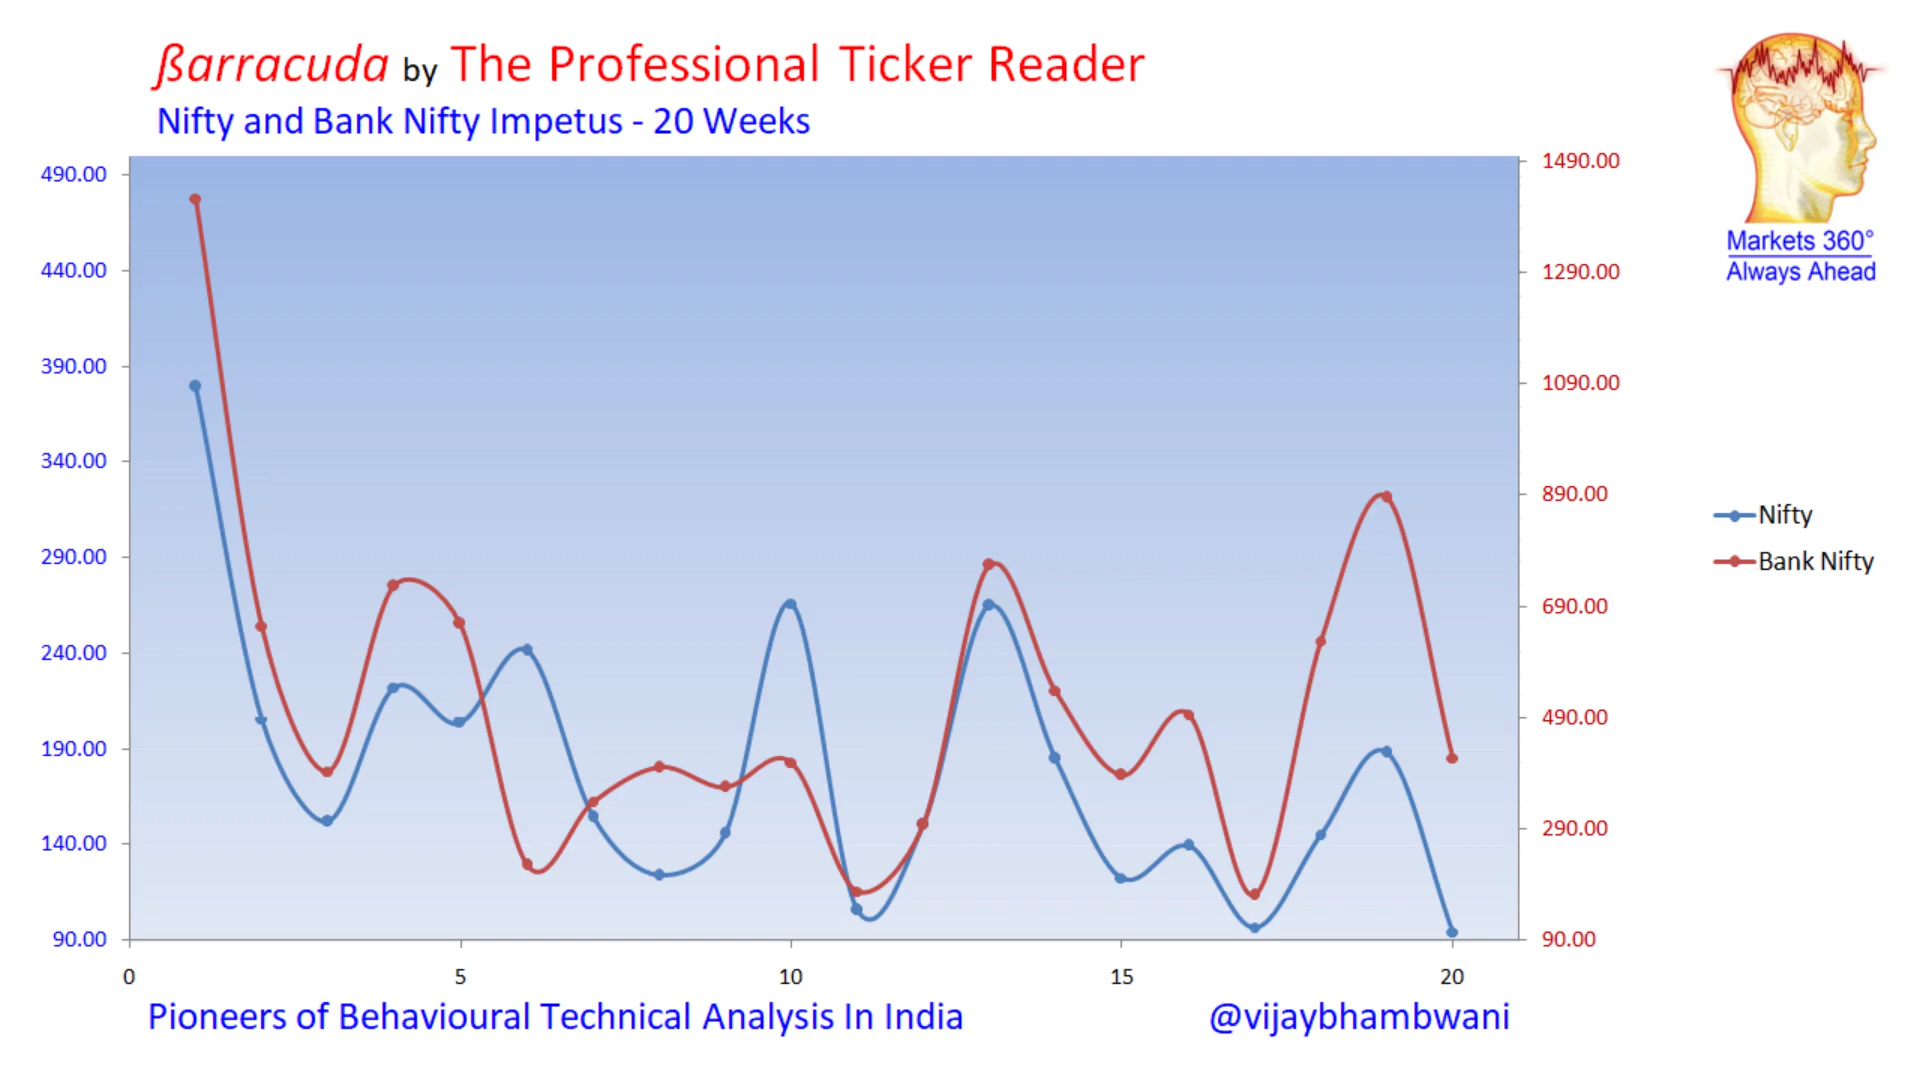 ßarracuda by The Professional Ticker Reader
Nifty and Bank Nifty Impetus - 20 Weeks
Markets 360°
Always Ahead
490.00
440.00
390.00
340.00
290.00
240.00
190.00
140.00
90.00
1490.00
1290.00
1090.00
890.00
690.00
490.00
290.00
90.00
Nifty
Bank Nifty
0 5 10 15 20
Pioneers of Behavioural Technical Analysis In India @vijaybhambwani